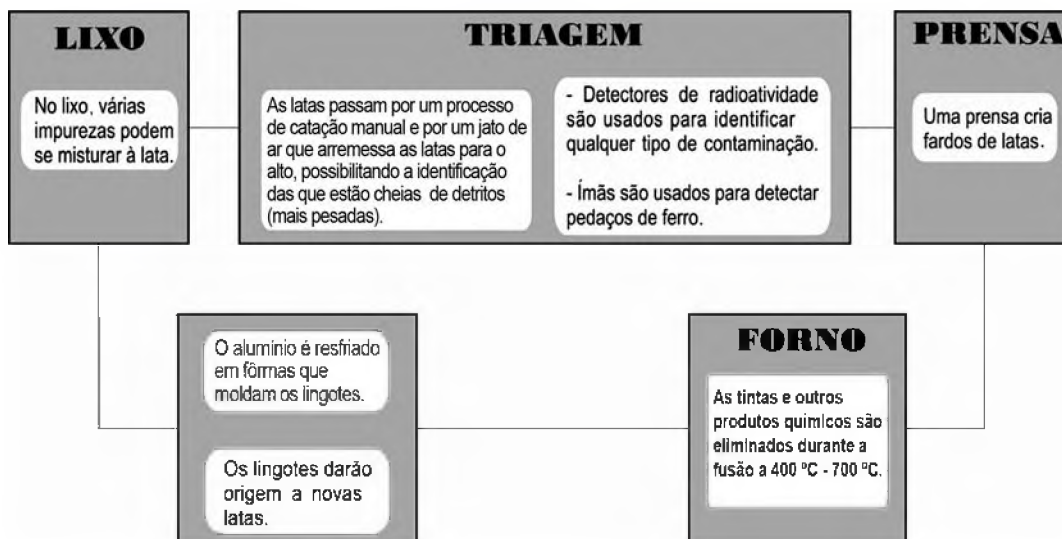 LIXO
No lixo, várias
impurezas podem
se misturar à lata.
TRIAGEM
As latas passam por um processo
de catação manual e por um jato de
ar que arremessa as latas para o
alto, possibilitando a identificação
das que estão cheias de detritos
(mais pesadas).
- Detectores de radioatividade
são usados para identificar
qualquer tipo de contaminação.
- Ímãs são usados para detectar
pedaços de ferro.
PRENSA
Uma prensa cria
fardos de latas.
O alumínio é resfriado
em fôrmas que
moldam os lingotes.
Os lingotes darão
origem a novas
latas.
FORNO
As tintas e outros
produtos químicos são
eliminados durante a
fusão a 400 ºC - 700 ºC.